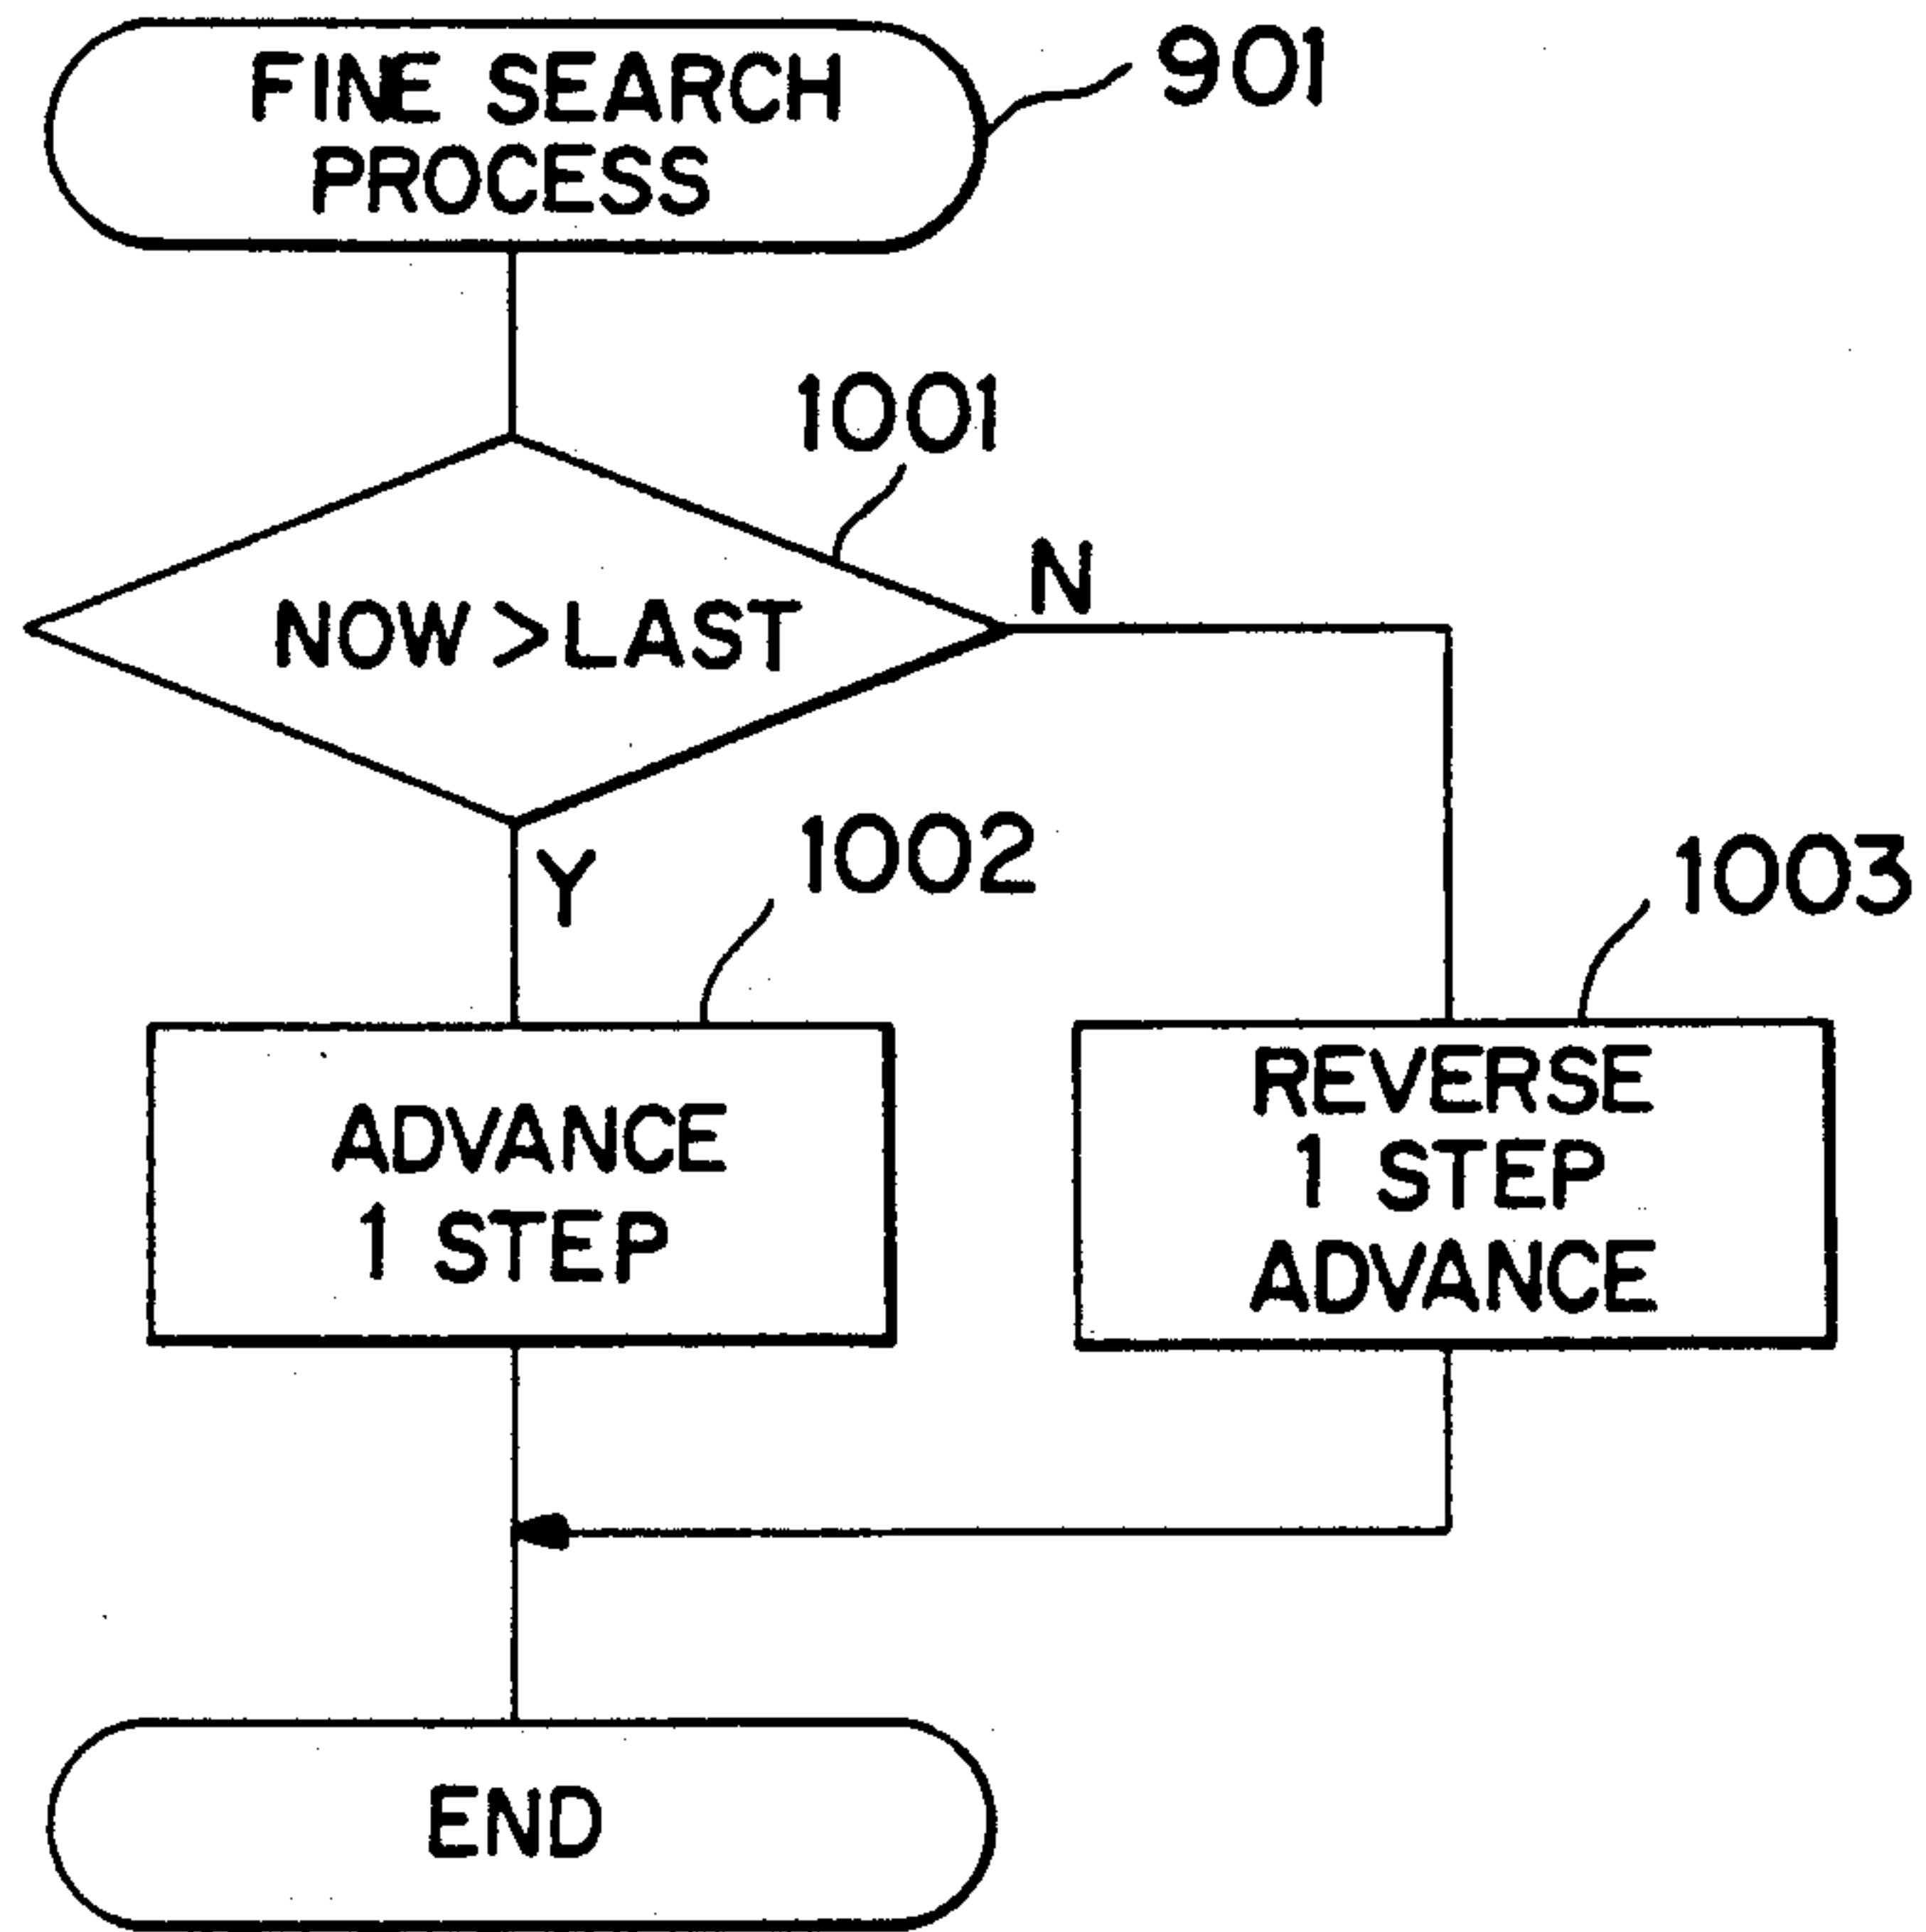 FINE SEARCH
PROCESS
901
1001
NOW > LAST
N
Y
1002
1003
ADVANCE
1 STEP
REVERSE
1 STEP
ADVANCE
END